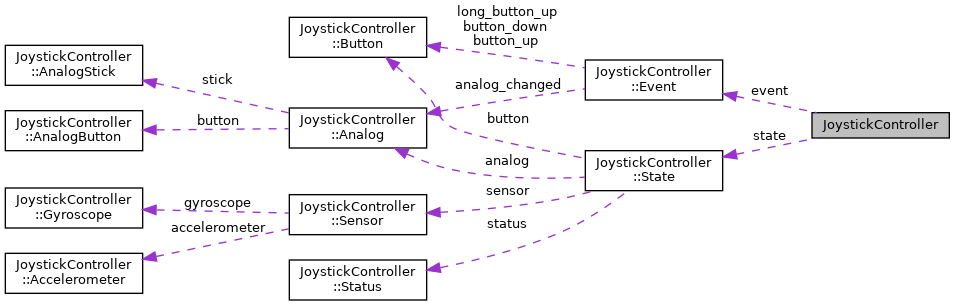 JoystickController
::AnalogStick
JoystickController
::AnalogButton
JoystickController
::Gyroscope
JoystickController
::Accelerometer
stick
button
gyroscope
accelerometer
JoystickController
::Button
JoystickController
::Analog
JoystickController
::Sensor
JoystickController
::Status
long_button_up
button_down
button_up
analog_changed
button
analog
sensor
status
JoystickController
::Event
JoystickController
::State
event
state
JoystickController